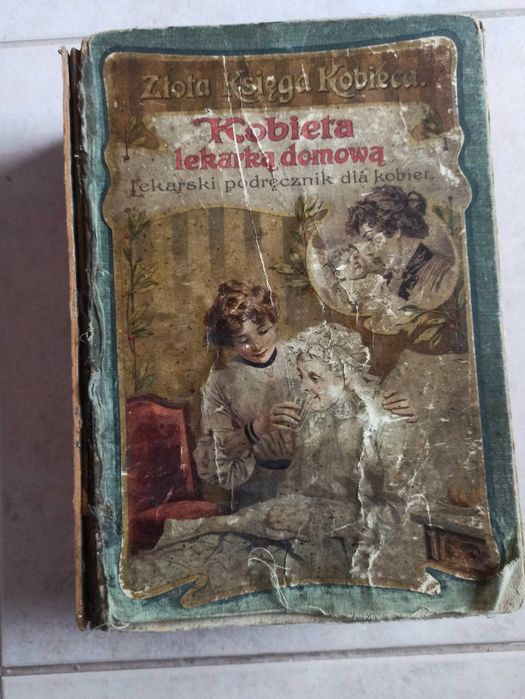 Złota Księga Kobieca.
Kobieta
lekarką domową
Lekarski podręcznik dla kobiet.